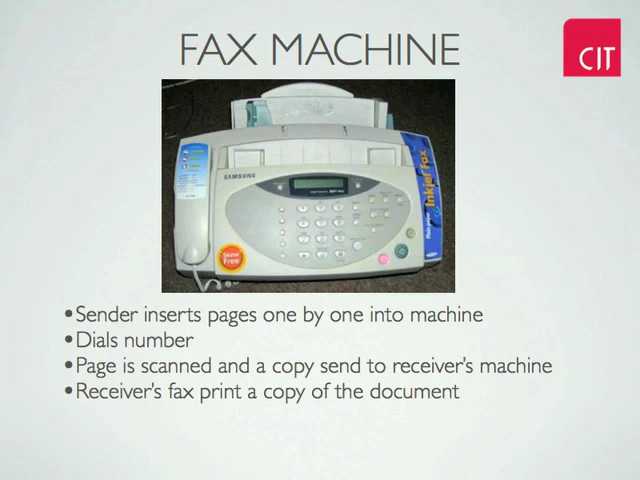 FAX MACHINE
CIT
SAMSUNG
Inkjet Fax
•Sender inserts pages one by one into machine
•Dials number
•Page is scanned and a copy send to receiver's machine
•Receiver's fax print a copy of the document